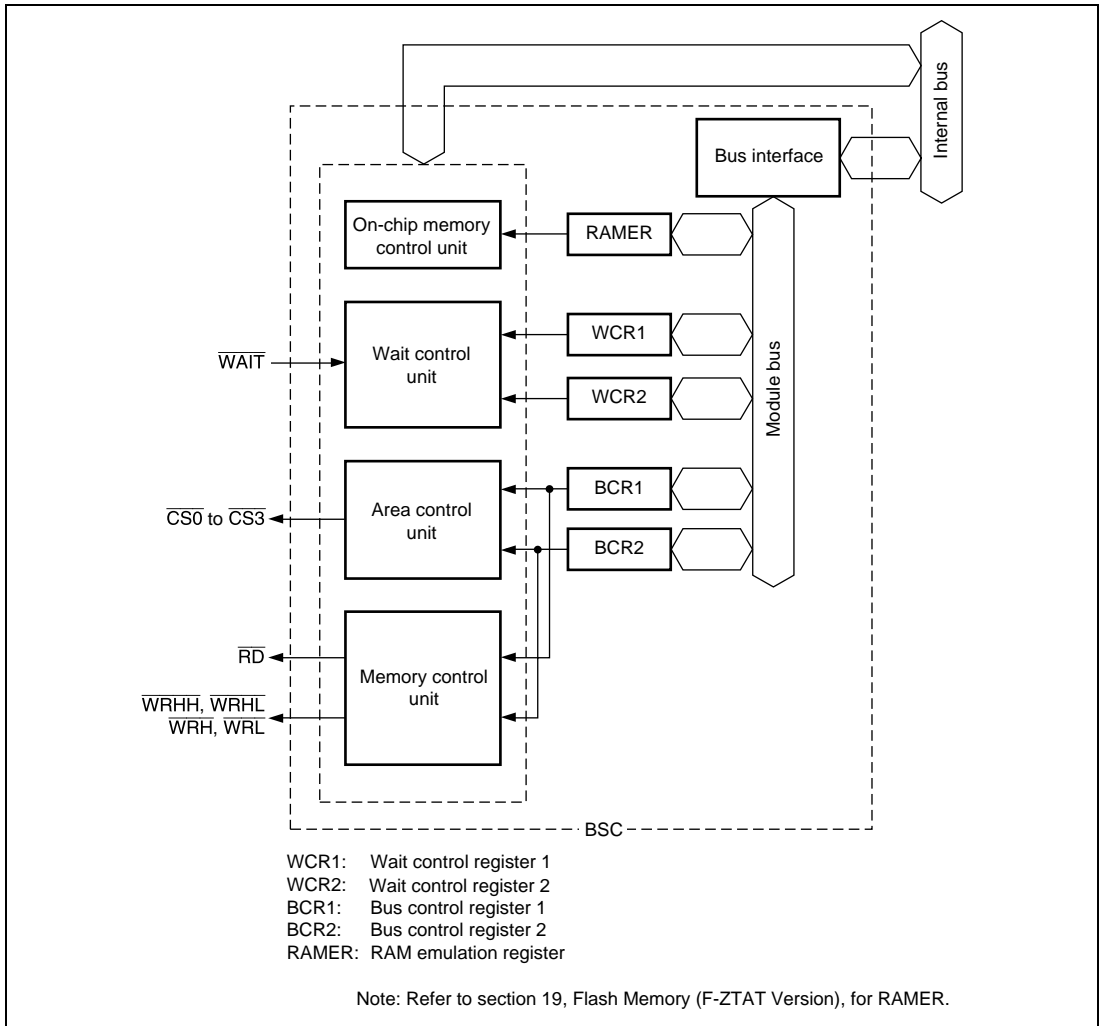 Internal bus
Bus interface
On-chip memory
control unit
RAMER
WCR1
Wait control
unit
WAIT
WCR2
Module bus
BCR1
Area control
unit
CS0 to CS3
BCR2
RD
Memory control
unit
WRHH, WRHL
WRH, WRL
BSC
WCR1: Wait control register 1
WCR2: Wait control register 2
BCR1: Bus control register 1
BCR2: Bus control register 2
RAMER: RAM emulation register
Note: Refer to section 19, Flash Memory (F-ZTAT Version), for RAMER.